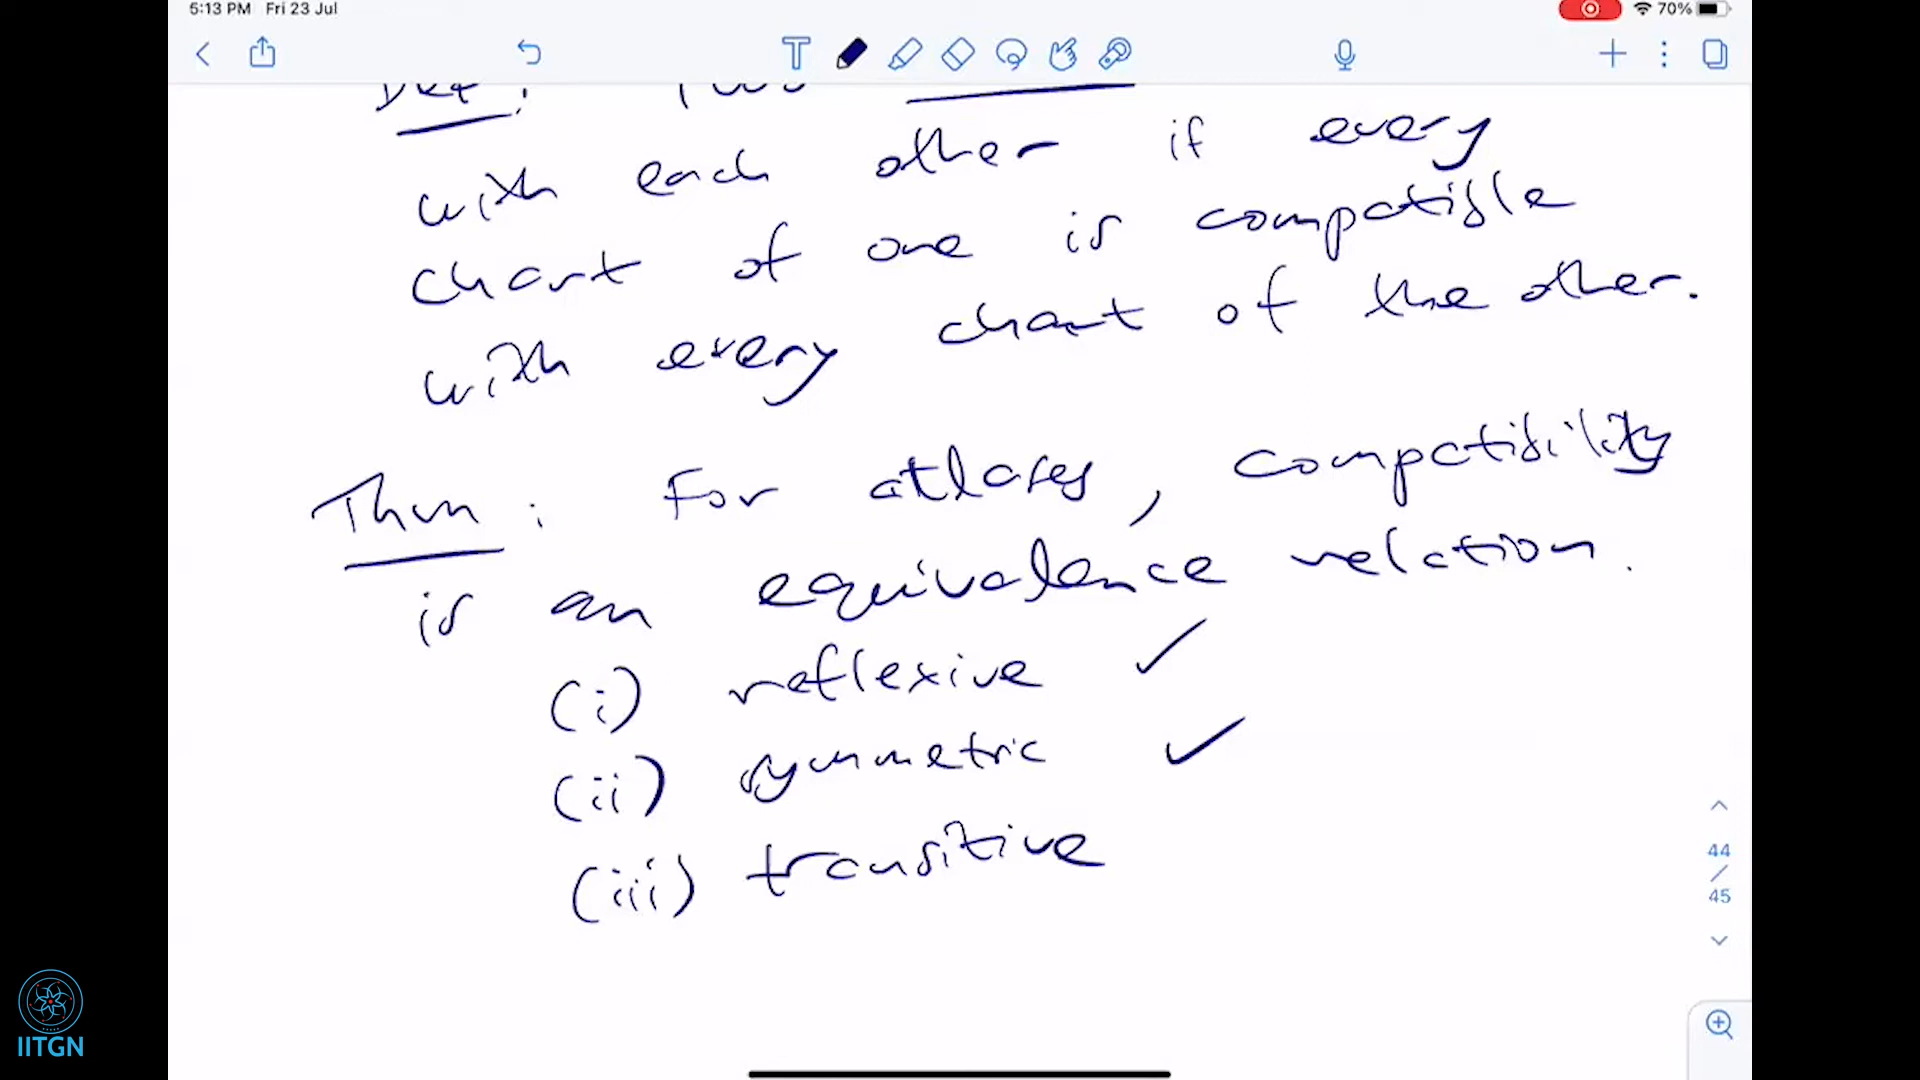 5:13 PM Fri 23 Jul
70%
Def: Two
with each other if every
chart of one is compatible
with every chart of the other.
Thm: For atlases, compatibility
is an equivalence relation.
(i) reflexive ✓
(ii) symmetric ✓
(iii) transitive
44
/
45
IITGN